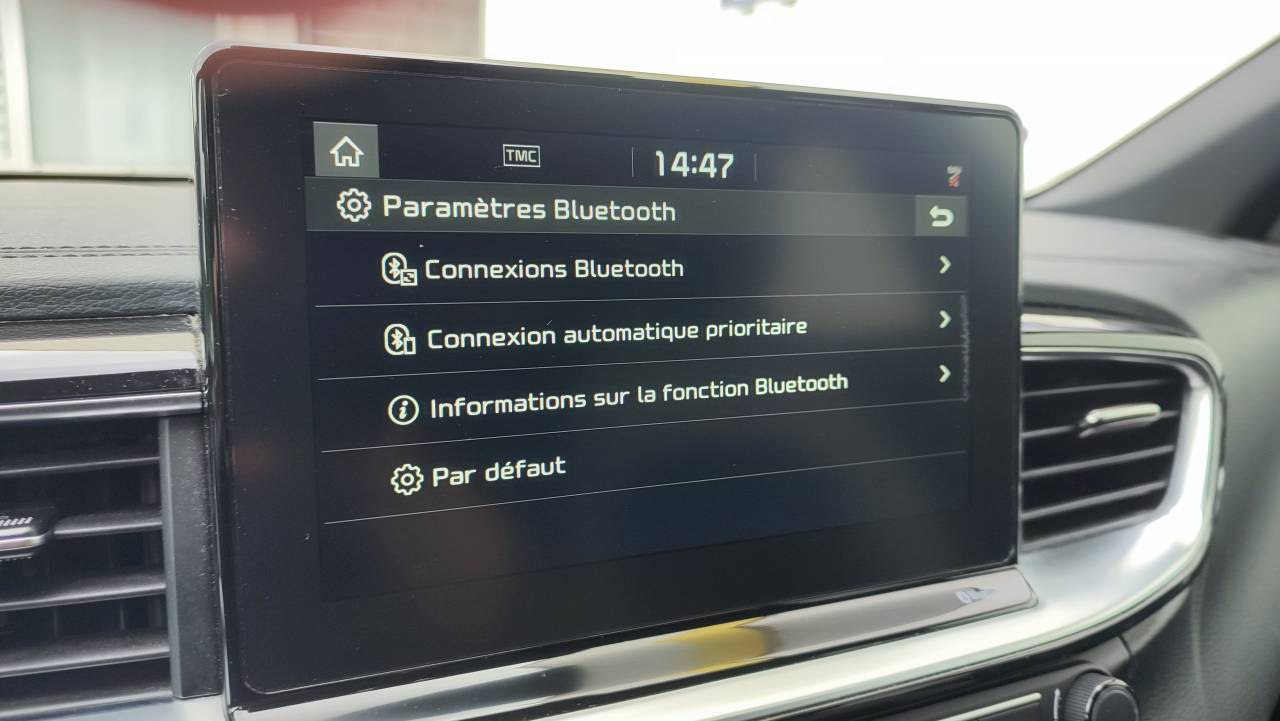 TMC
14:47
Paramètres Bluetooth
Connexions Bluetooth
Connexion automatique prioritaire
Informations sur la fonction Bluetooth
Par défaut